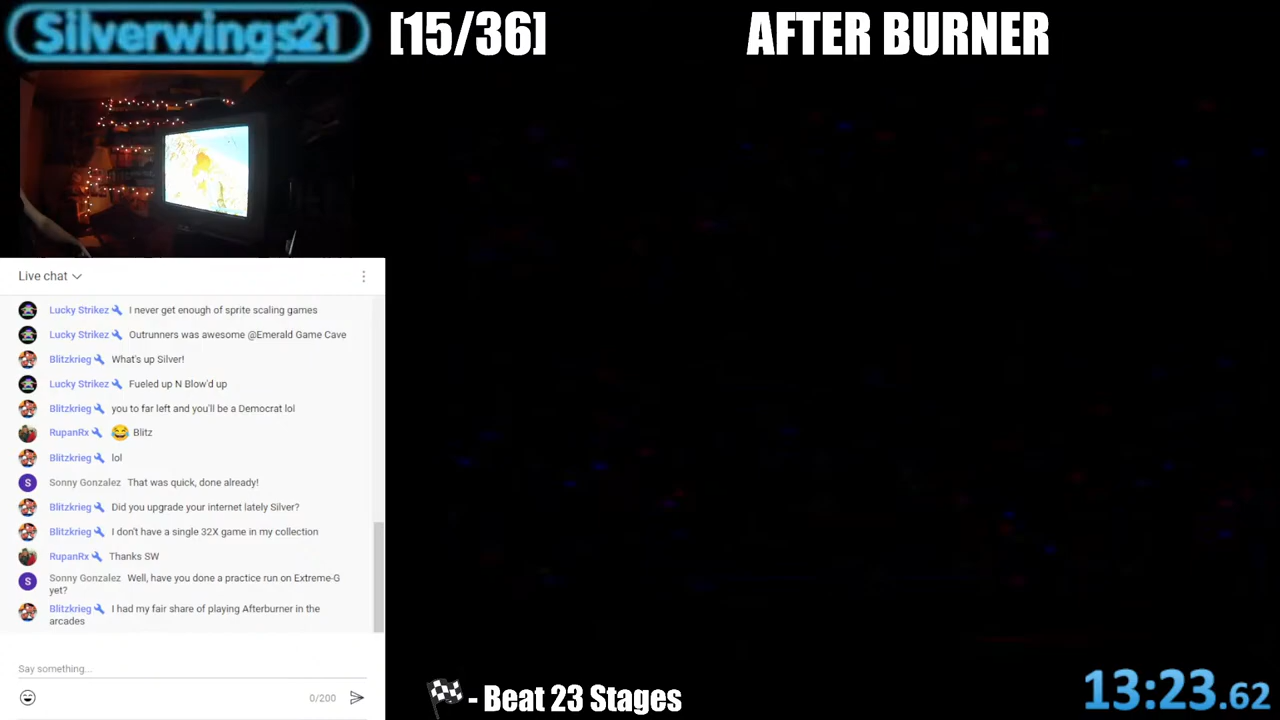 Silverwings21
[15/36]
AFTER BURNER
Live chat
Lucky Strikez I never get enough of sprite scaling games
Lucky Strikez Outrunners was awesome @Emerald Game Cave
Blitzkrieg What's up Silver!
Lucky Strikez Fueled up N Blow'd up
Blitzkrieg you to far left and you'll be a Democrat lol
RupanRx 😂 Blitz
Blitzkrieg lol
S Sonny Gonzalez That was quick, done already!
Blitzkrieg Did you upgrade your internet lately Silver?
Blitzkrieg I don't have a single 32X game in my collection
RupanRx Thanks SW
S Sonny Gonzalez Well, have you done a practice run on Extreme-G
yet?
Blitzkrieg I had my fair share of playing Afterburner in the
arcades
Say something...
0/200
- Beat 23 Stages
13:23.62